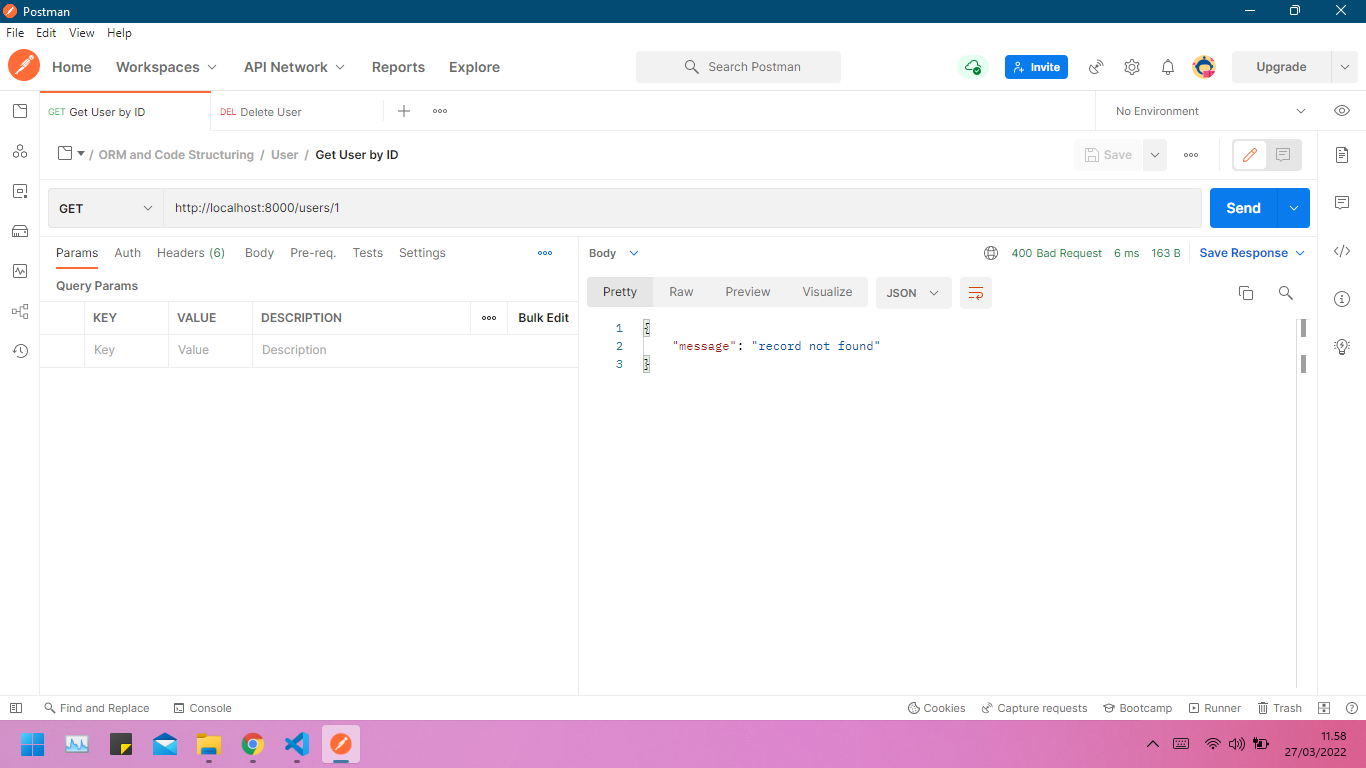 Postman
File Edit View Help
Home Workspaces API Network Reports Explore Search Postman Invite Upgrade
GET Get User by ID DEL Delete User No Environment
/ ORM and Code Structuring / User / Get User by ID Save
GET http://localhost:8000/users/1 Send
Params Auth Headers (6) Body Pre-req. Tests Settings
Body 400 Bad Request 6 ms 163 B Save Response
Query Params
Pretty Raw Preview Visualize JSON
KEY VALUE DESCRIPTION Bulk Edit
Key Value Description
1 {
2 "message": "record not found"
3 }
Find and Replace Console Cookies Capture requests Bootcamp Runner Trash
11.58
27/03/2022